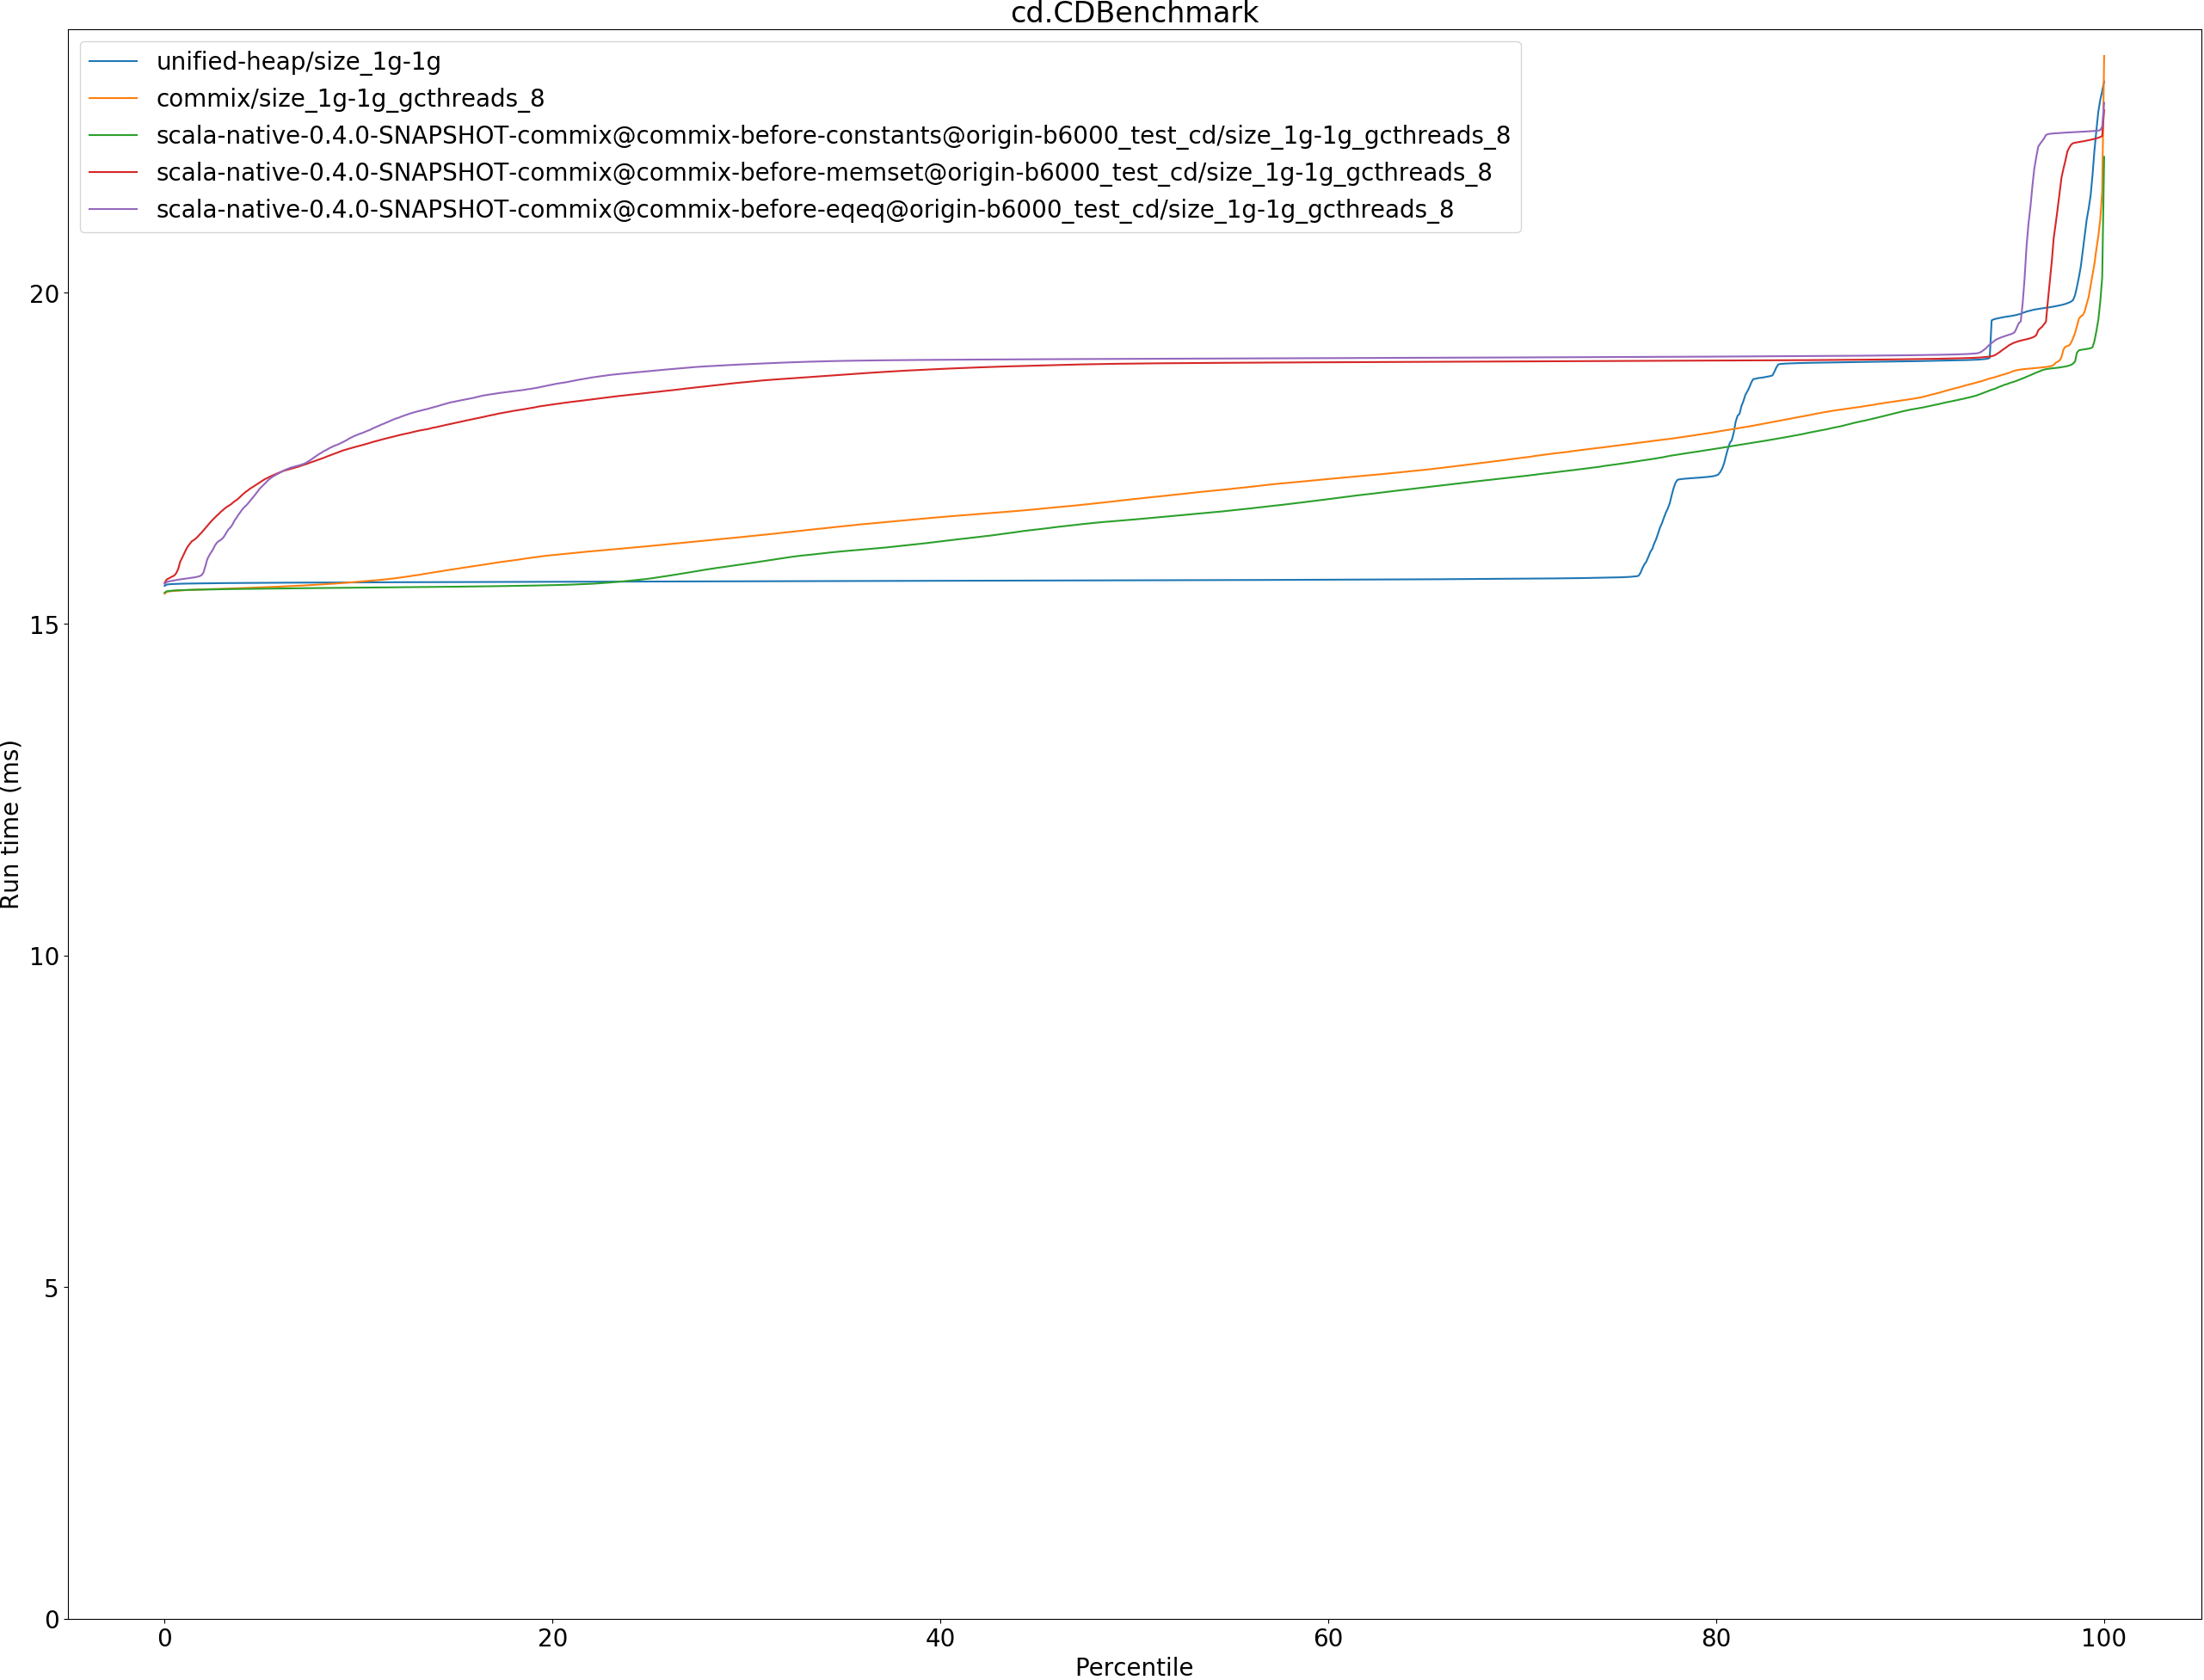 cd.CDBenchmark
unified-heap/size_1g-1g
commix/size_1g-1g_gcthreads_8
scala-native-0.4.0-SNAPSHOT-commix@commix-before-constants@origin-b6000_test_cd/size_1g-1g_gcthreads_8
scala-native-0.4.0-SNAPSHOT-commix@commix-before-memset@origin-b6000_test_cd/size_1g-1g_gcthreads_8
scala-native-0.4.0-SNAPSHOT-commix@commix-before-eqeq@origin-b6000_test_cd/size_1g-1g_gcthreads_8
20
15
10
5
0
Run time (ms)
0 20 40 60 80 100
Percentile